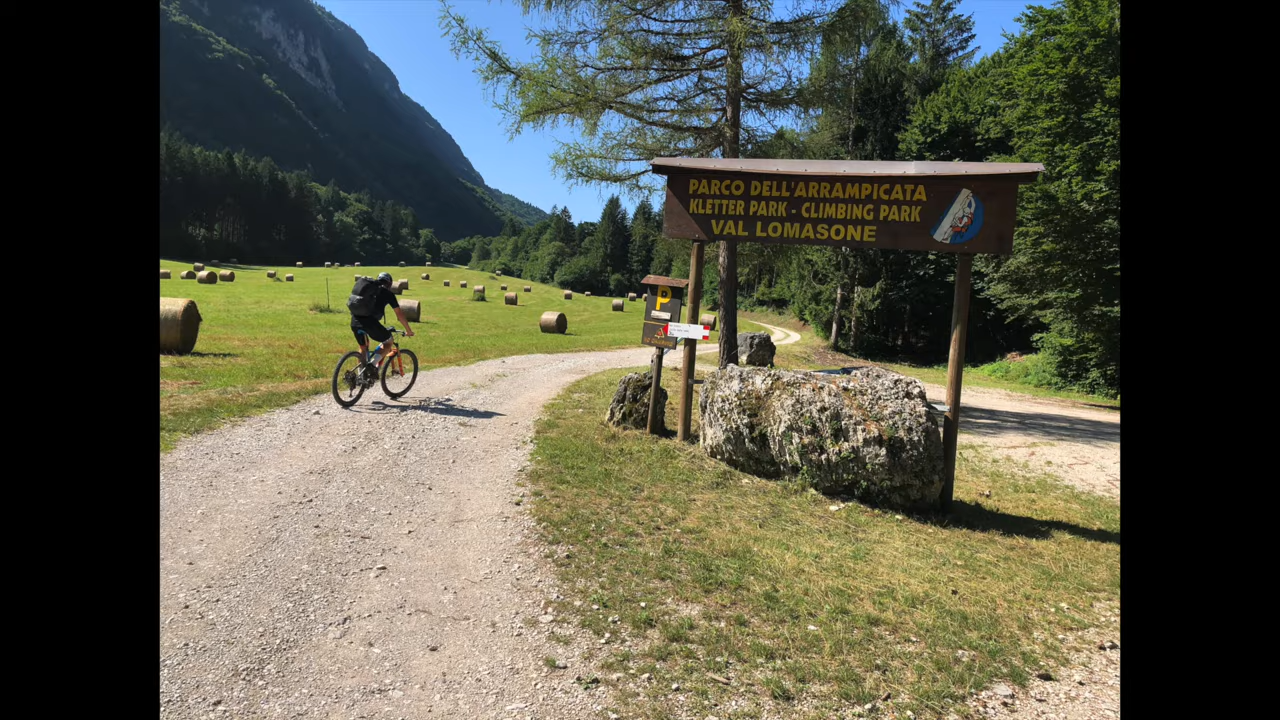 PARCO DELL'ARRAMPICATA
KLETTER PARK - CLIMBING PARK
VAL LOMASONE
P